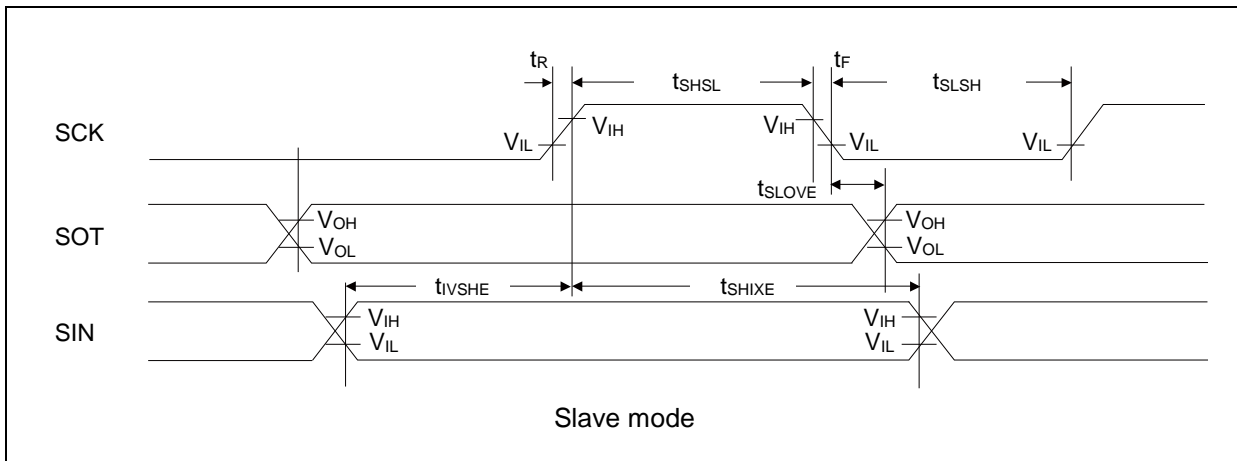 tR tSHSL tF tSLSH
SCK VIL VIH VIH VIL VIL
tSLOVE
SOT VOH VOL VOH VOL
tIVSHE tSHIXE
SIN VIH VIL VIH VIL
Slave mode